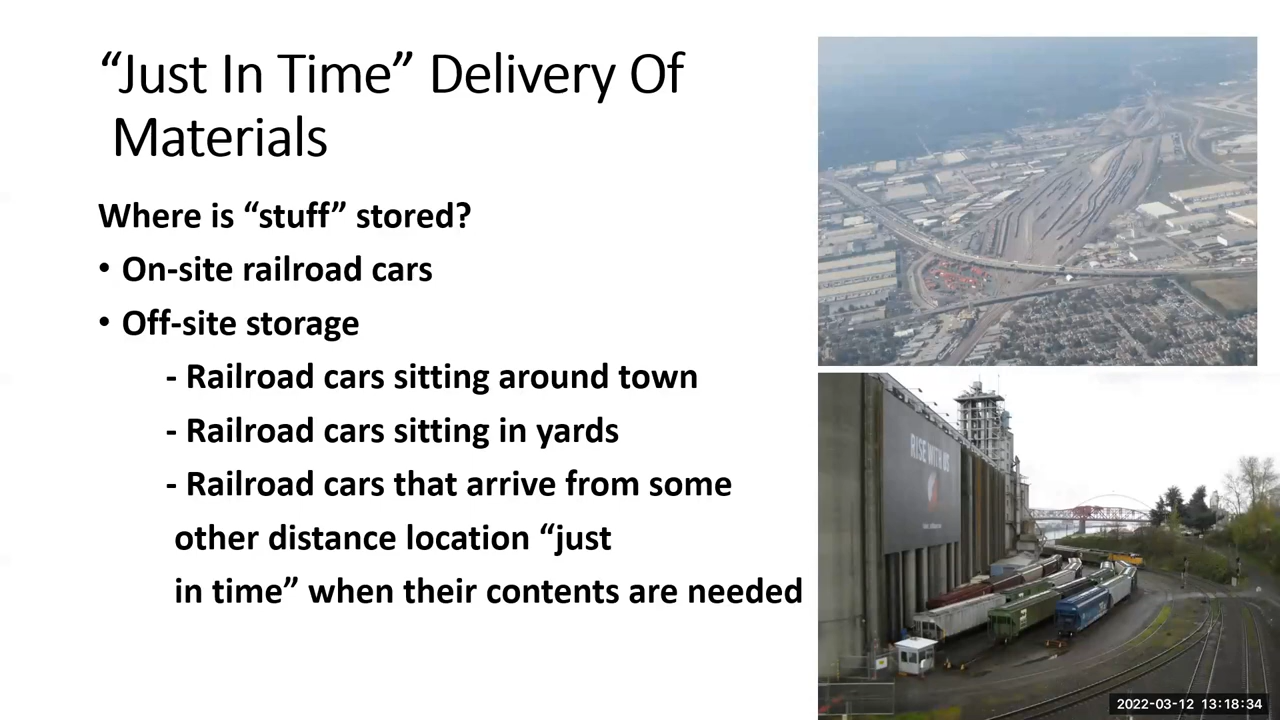 “Just In Time” Delivery Of
Materials
Where is “stuff” stored?
• On-site railroad cars
• Off-site storage
- Railroad cars sitting around town
- Railroad cars sitting in yards
- Railroad cars that arrive from some
other distance location “just
in time” when their contents are needed
RISE WITH US
2022-03-12 13:18:34